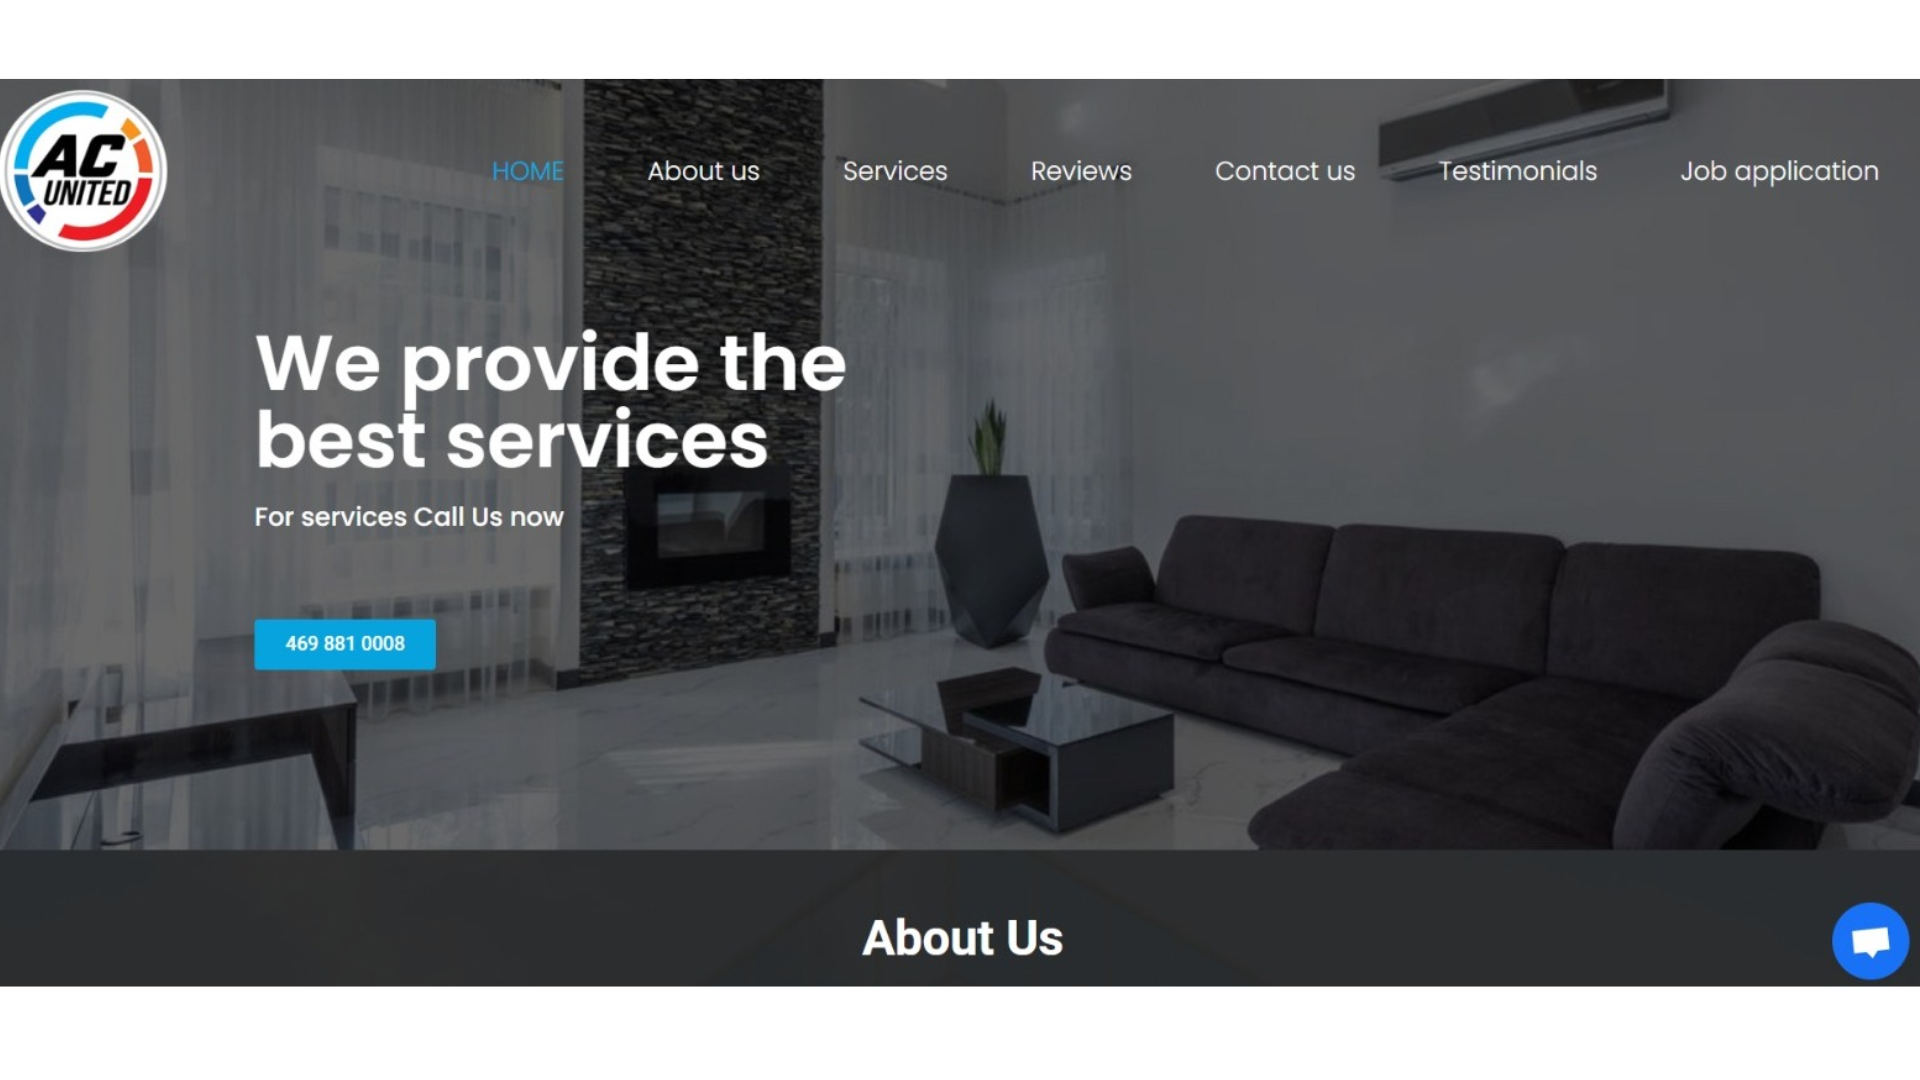 AC
UNITED
HOME About us Services Reviews Contact us Testimonials Job application
We provide the
best services
For services Call Us now
469 881 0008
About Us